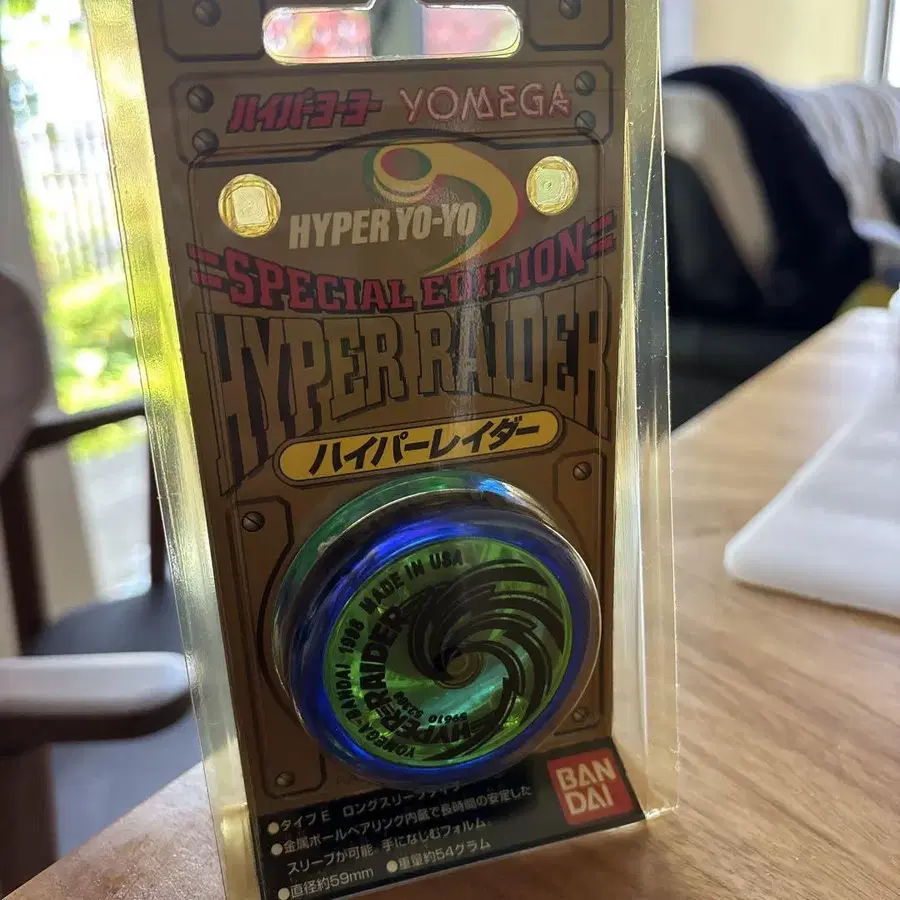 ハイパーヨーヨー YOMEGA
HYPER YO-YO
SPECIAL EDITION
HYPER RAIDER
ハイパーレイダー
YOMEGA-BANDAI 1998 MADE IN USA
HYPER-RAIDER
HYPER-RAIDER
●タイプE ロングスリープタイプ
●金属ボールベアリング内蔵で長時間の安定した
スリープが可能 手になじむフォルム
●直径約59mm ●重量約54グラム
BAN
DAI